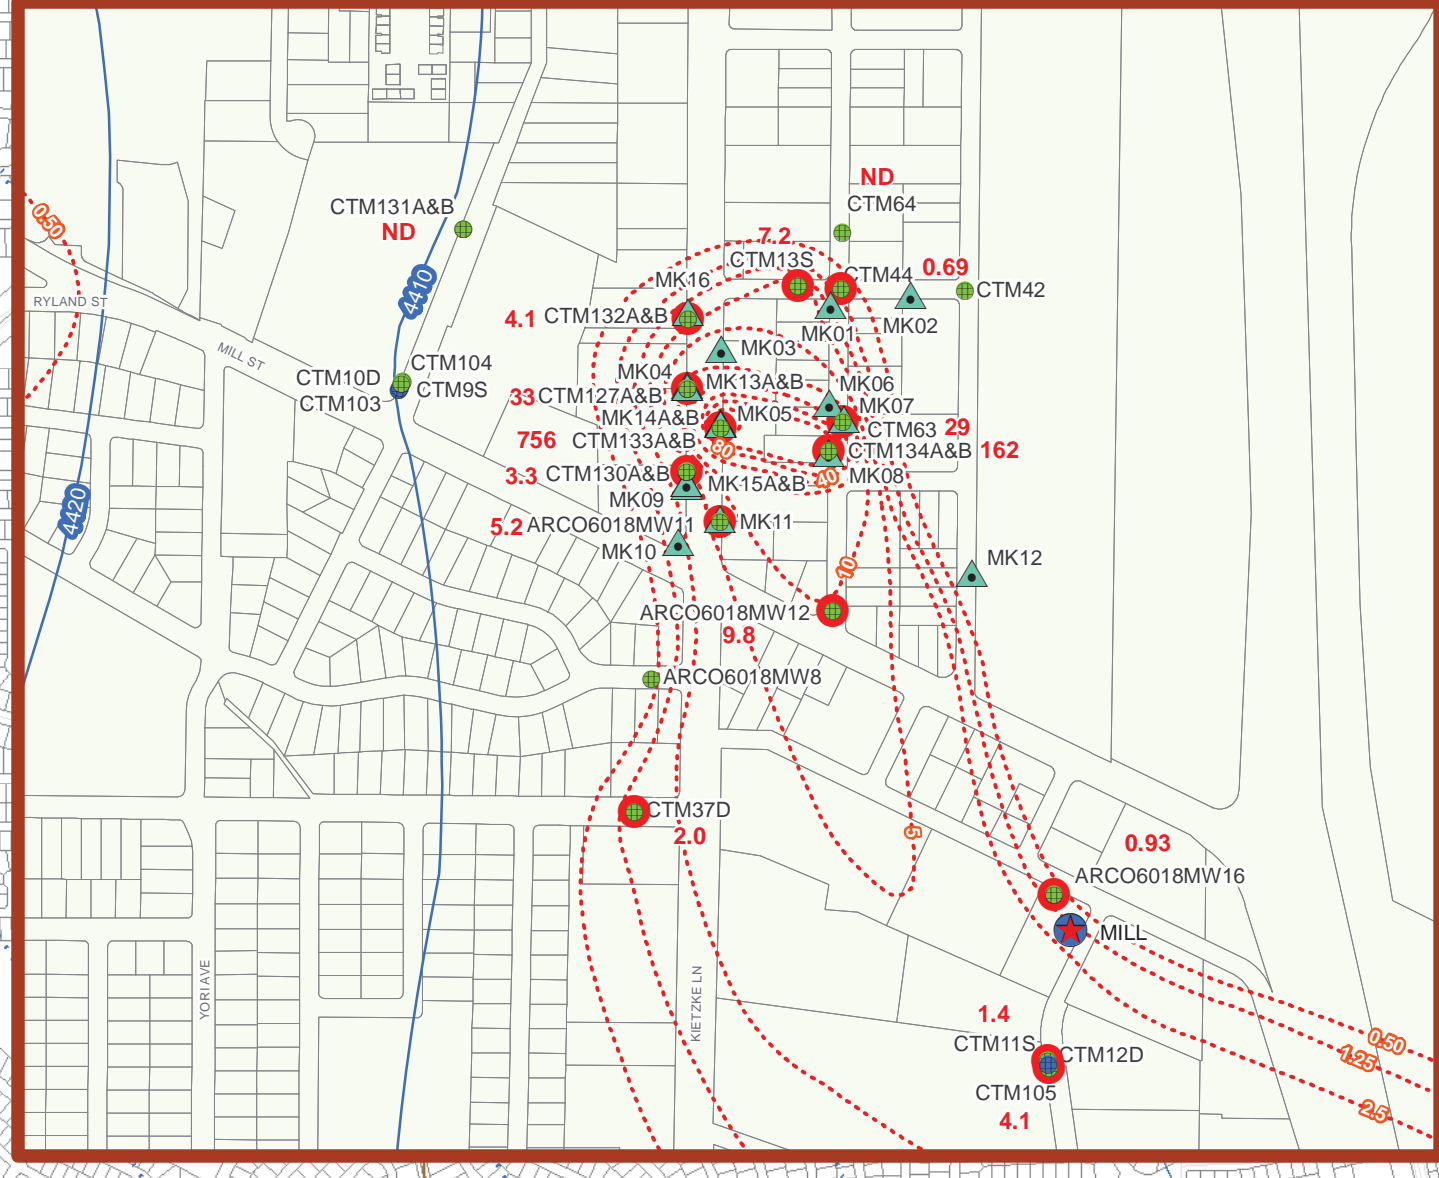 ND
CTM64
0.50
CTM131A&B
ND
7.2
CTM13S
CTM44
0.69
MK16
4410
CTM42
RYLAND ST
4.1
CTM132A&B
MK01
MK02
MILL ST
MK03
CTM104
MK04
MK13A&B
CTM10D
CTM9S
MK06
33
CTM127A&B
CTM103
MK07
MK14A&B
MK05
CTM63
29
756
CTM133A&B
80
CTM134A&B
162
3.3
CTM130A&B
MK15A&B
40
MK08
MK09
4420
5.2
ARCO6018MW11
MK11
MK10
MK12
10
ARCO6018MW12
9.8
ARCO6018MW8
CTM37D
2.0
5
0.93
ARCO6018MW16
MILL
YORI AVE
KIETZKE LN
1.4
CTM11S
CTM12D
0.50
1.25
CTM105
2.5
4.1